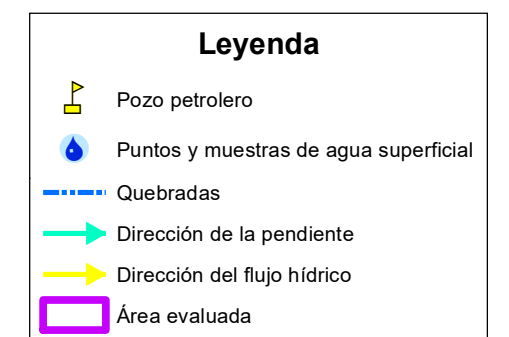 Leyenda
Pozo petrolero
Puntos y muestras de agua superficial
Quebradas
Dirección de la pendiente
Dirección del flujo hídrico
Área evaluada